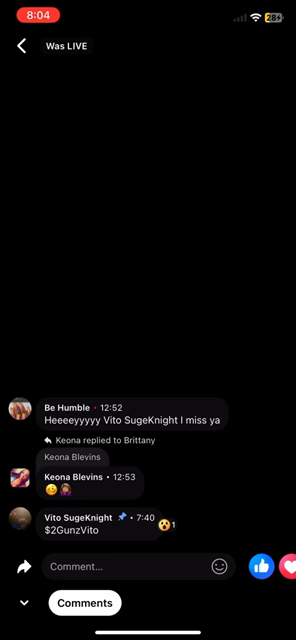 8:04
28
Was LIVE
Be Humble • 12:52
Heeeeyyyyy Vito SugeKnight I miss ya
Keona replied to Brittany
Keona Blevins
Keona Blevins • 12:53
Vito SugeKnight • 7:40
$2GunzVito
1
Comment...
Comments